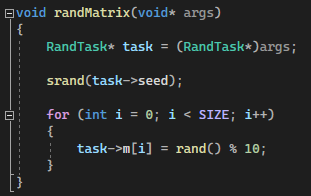 void randMatrix(void* args)
{
RandTask* task = (RandTask*)args;
srand(task->seed);
for (int i = 0; i < SIZE; i++)
{
task->m[i] = rand() % 10;
}
}